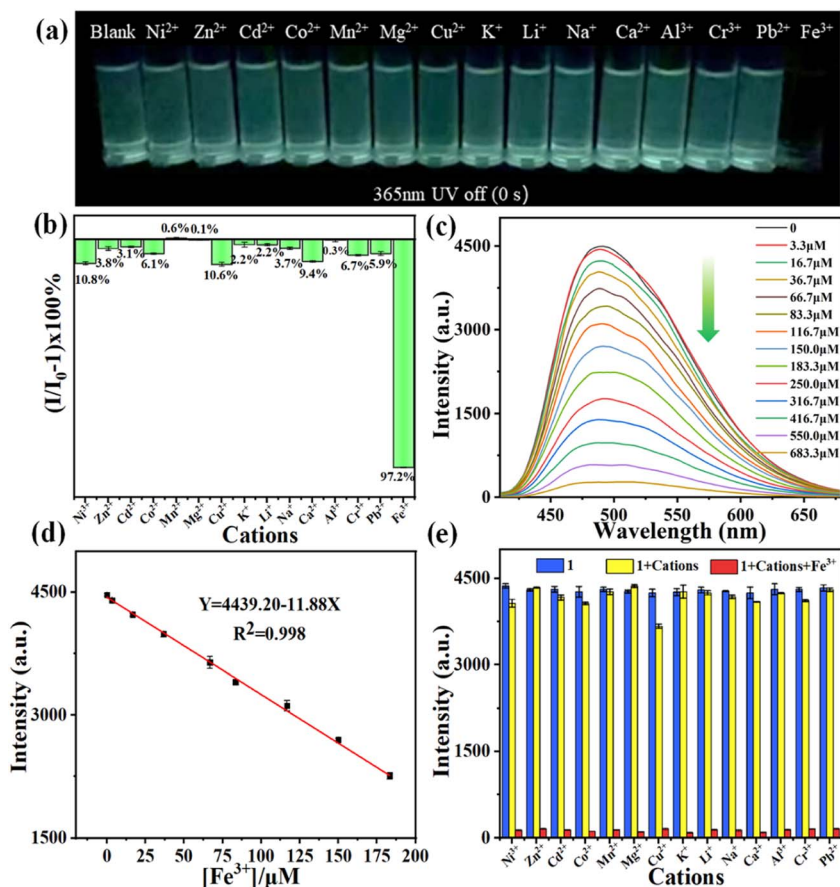 (a)
Blank Ni²⁺ Zn²⁺ Cd²⁺ Co²⁺ Mn²⁺ Mg²⁺ Cu²⁺ K⁺ Li⁺ Na⁺ Ca²⁺ Al³⁺ Cr³⁺ Pb²⁺ Fe³⁺
365nm UV off (0 s)
(b)
(I/I₀-1)x100%
10.8% 3.8% 3.1% 6.1% 0.6% 0.1% 10.6% 2.2% 2.2% 3.7% 9.4% 0.3% 6.7% 5.9% 97.2%
Ni²⁺ Zn²⁺ Cd²⁺ Co²⁺ Mn²⁺ Mg²⁺ Cu²⁺ K⁺ Li⁺ Na⁺ Ca²⁺ Al³⁺ Cr³⁺ Pb²⁺ Fe³⁺
Cations
(c)
Intensity (a.u.)
4500
3000
1500
0
450 500 550 600 650
Wavelength (nm)
0
3.3μM
16.7μM
36.7μM
66.7μM
83.3μM
116.7μM
150.0μM
183.3μM
250.0μM
316.7μM
416.7μM
550.0μM
683.3μM
(d)
Intensity (a.u.)
4500
3000
1500
Y=4439.20-11.88X
R²=0.998
0 25 50 75 100 125 150 175 200
[Fe³⁺]/μM
(e)
1 1+Cations 1+Cations+Fe³⁺
Intensity (a.u.)
4500
3000
1500
0
Ni²⁺ Zn²⁺ Cd²⁺ Co²⁺ Mn²⁺ Mg²⁺ Cu²⁺ K⁺ Li⁺ Na⁺ Ca²⁺ Al³⁺ Cr³⁺ Pb²⁺
Cations